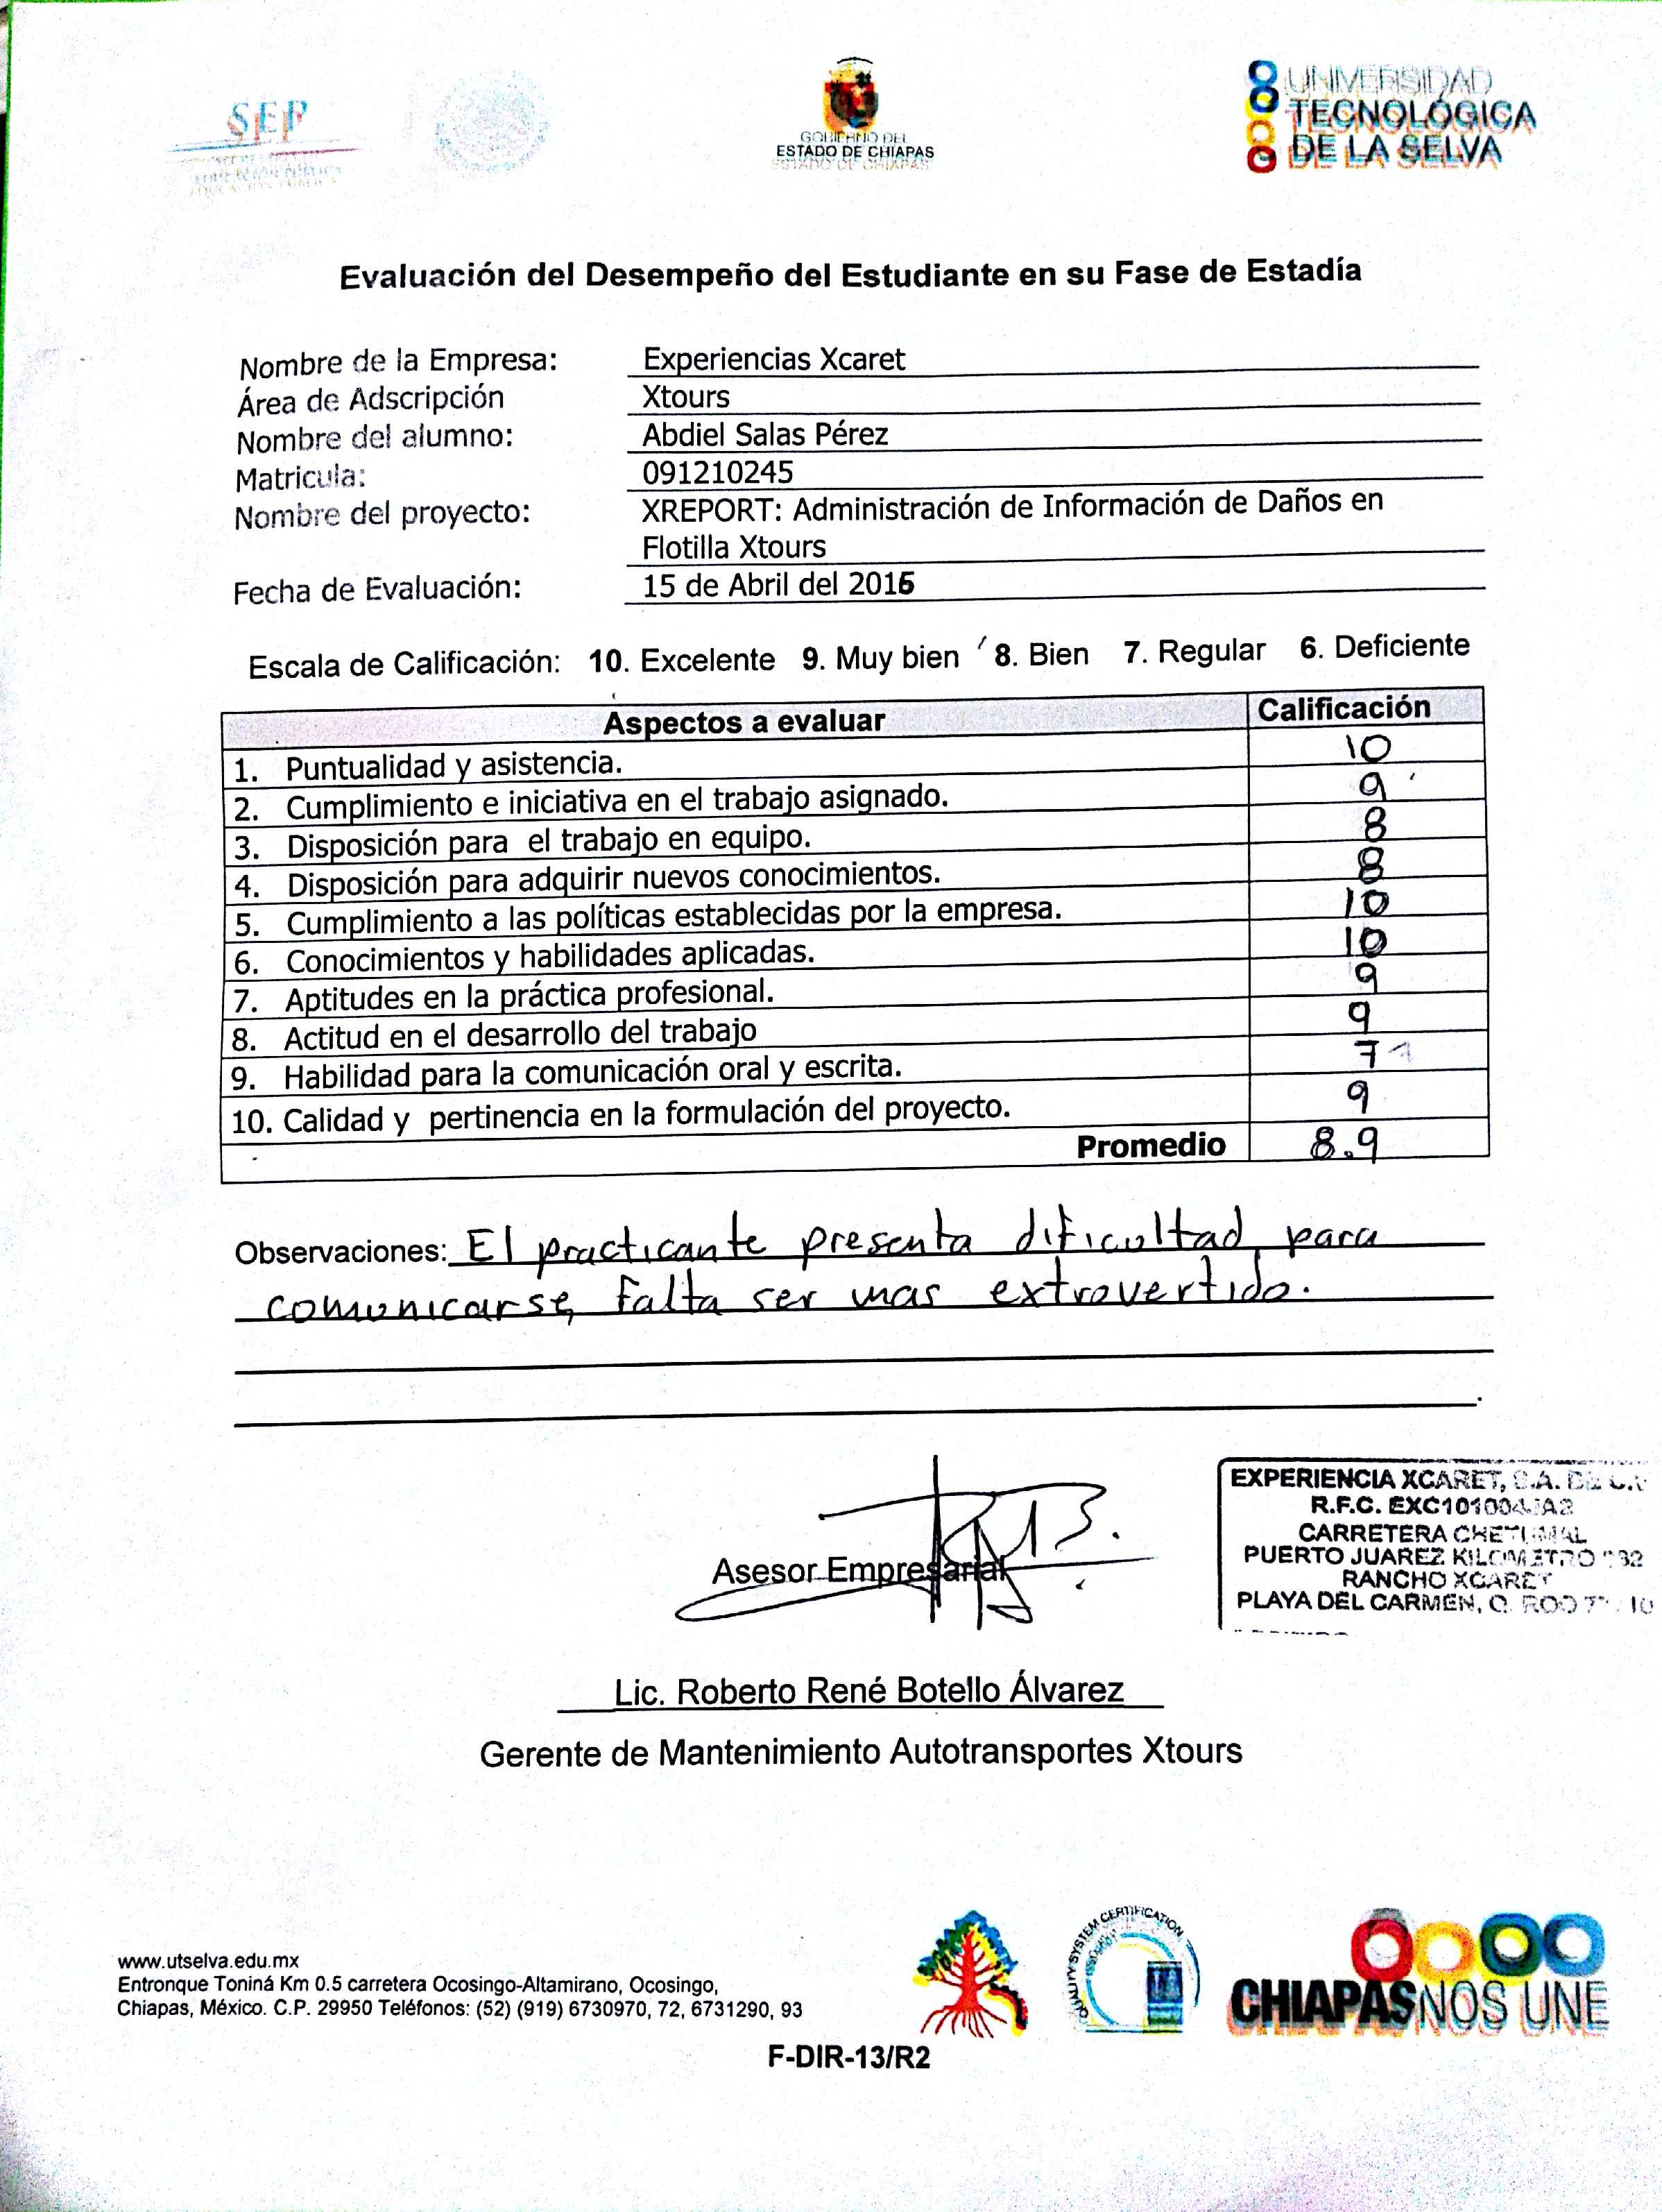 SEP
GOBIERNO DEL
ESTADO DE CHIAPAS
UNIVERSIDAD
TECNOLÓGICA
DE LA SELVA
Evaluación del Desempeño del Estudiante en su Fase de Estadía
Nombre de la Empresa: Experiencias Xcaret
Área de Adscripción Xtours
Nombre del alumno: Abdiel Salas Pérez
Matricula: 091210245
Nombre del proyecto: XREPORT: Administración de Información de Daños en
Flotilla Xtours
Fecha de Evaluación: 15 de Abril del 2016
Escala de Calificación: 10. Excelente 9. Muy bien 8. Bien 7. Regular 6. Deficiente
Aspectos a evaluar Calificación
1. Puntualidad y asistencia. 10
2. Cumplimiento e iniciativa en el trabajo asignado. 9
3. Disposición para el trabajo en equipo. 8
4. Disposición para adquirir nuevos conocimientos. 8
5. Cumplimiento a las políticas establecidas por la empresa. 10
6. Conocimientos y habilidades aplicadas. 10
7. Aptitudes en la práctica profesional. 9
8. Actitud en el desarrollo del trabajo 9
9. Habilidad para la comunicación oral y escrita. 7
10. Calidad y pertinencia en la formulación del proyecto. 9
Promedio 8.9
Observaciones: El practicante presenta dificultad para
comunicarse, falta ser mas extrovertido.
Asesor Empresarial
EXPERIENCIA XCARET, S.A. DE C.V
R.F.C.
CARRETERA CHETUMAL
PUERTO JUAREZ KILOMETRO
RANCHO XCARET
PLAYA DEL CARMEN, Q. ROO
Lic. Roberto René Botello Álvarez
Gerente de Mantenimiento Autotransportes Xtours
www.utselva.edu.mx
Entronque Toniná Km 0.5 carretera Ocosingo-Altamirano, Ocosingo,
Chiapas, México. C.P. 29950 Teléfonos: (52) (919) 6730970, 72, 6731290, 93
QUALITY SYSTEM CERTIFICATION
CHIAPAS NOS UNE
F-DIR-13/R2